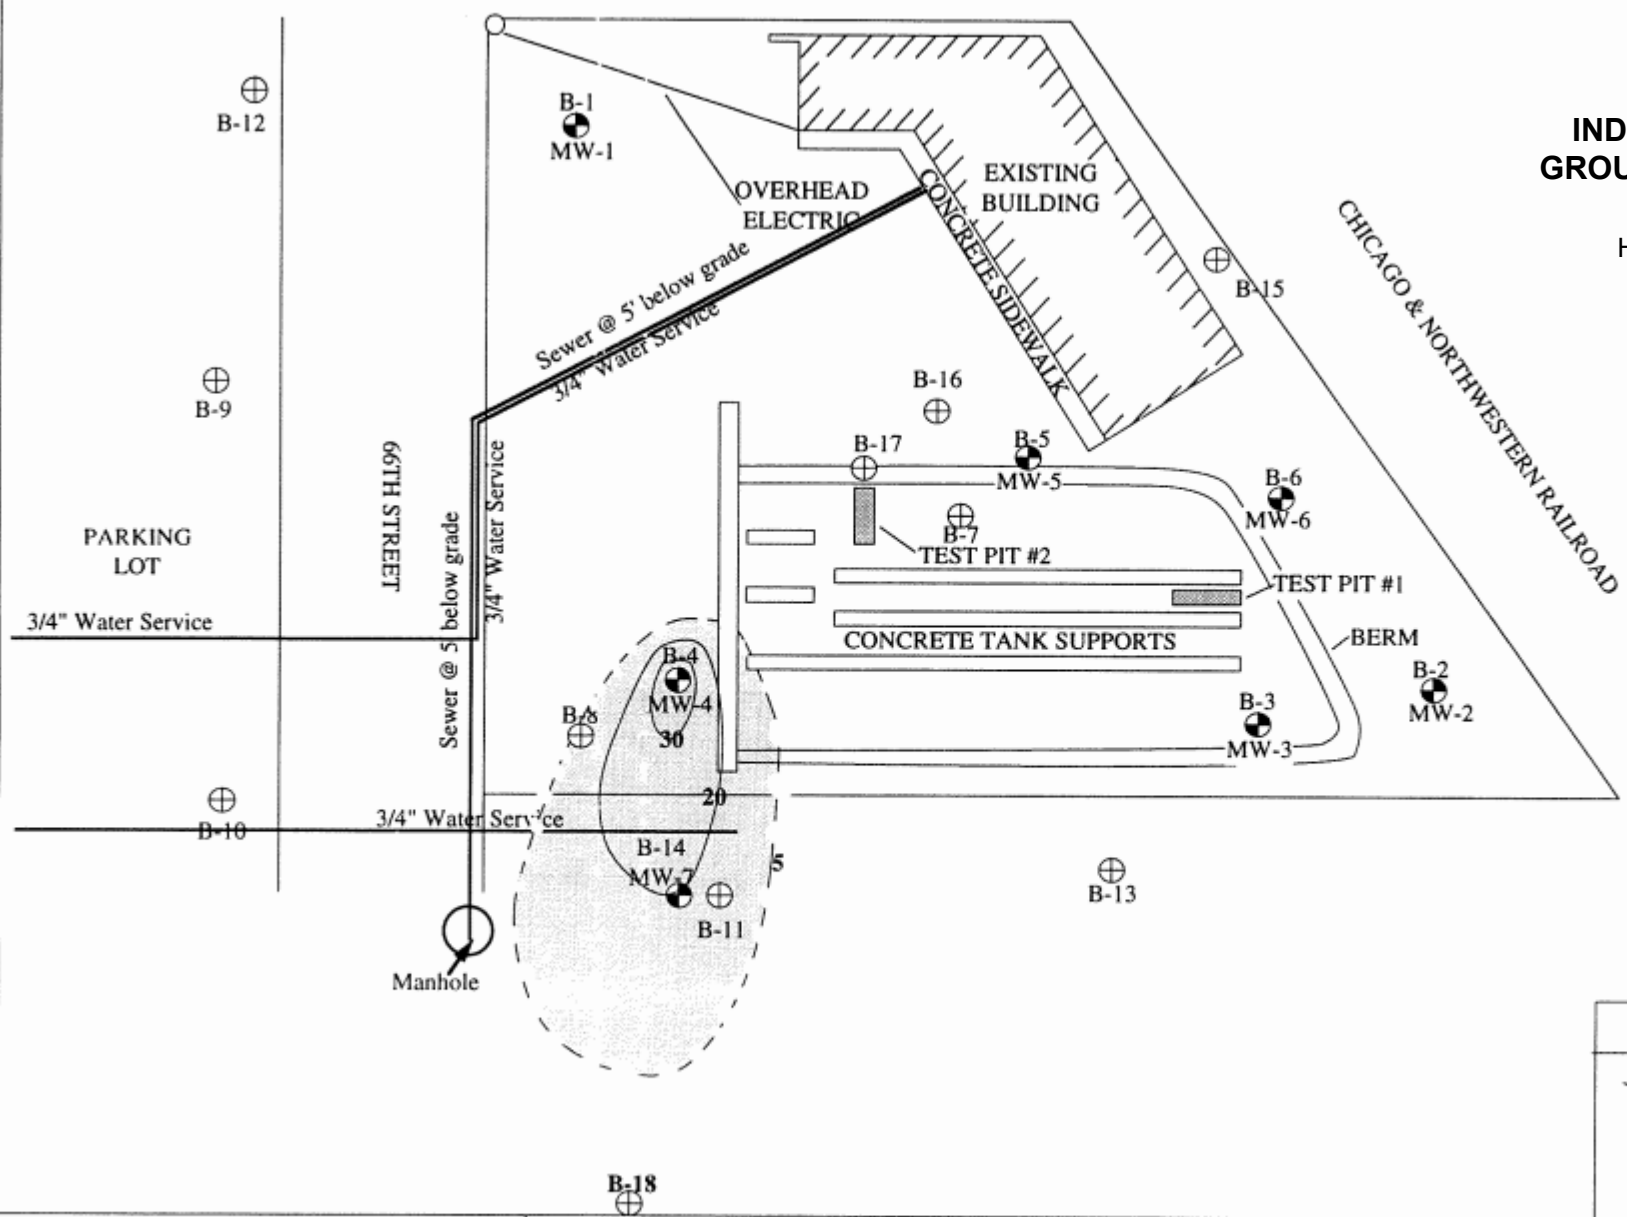 B-12
B-1
MW-1
IND
GROU
H
OVERHEAD
ELECTRIC
EXISTING
BUILDING
CONCRETE SIDEWALK
CHICAGO & NORTHWESTERN RAILROAD
B-15
Sewer @ 5' below grade
3/4" Water Service
B-9
B-16
B-17
B-5
MW-5
B-6
MW-6
B-7
TEST PIT #2
TEST PIT #1
66TH STREET
PARKING
LOT
3/4" Water Service
Sewer @ 5' below grade
3/4" Water Service
CONCRETE TANK SUPPORTS
BERM
B-4
MW-4
B-8
30
B-2
MW-2
B-3
MW-3
20
B-10
3/4" Water Service
B-14
MW-7
5
B-11
B-13
Manhole
B-18